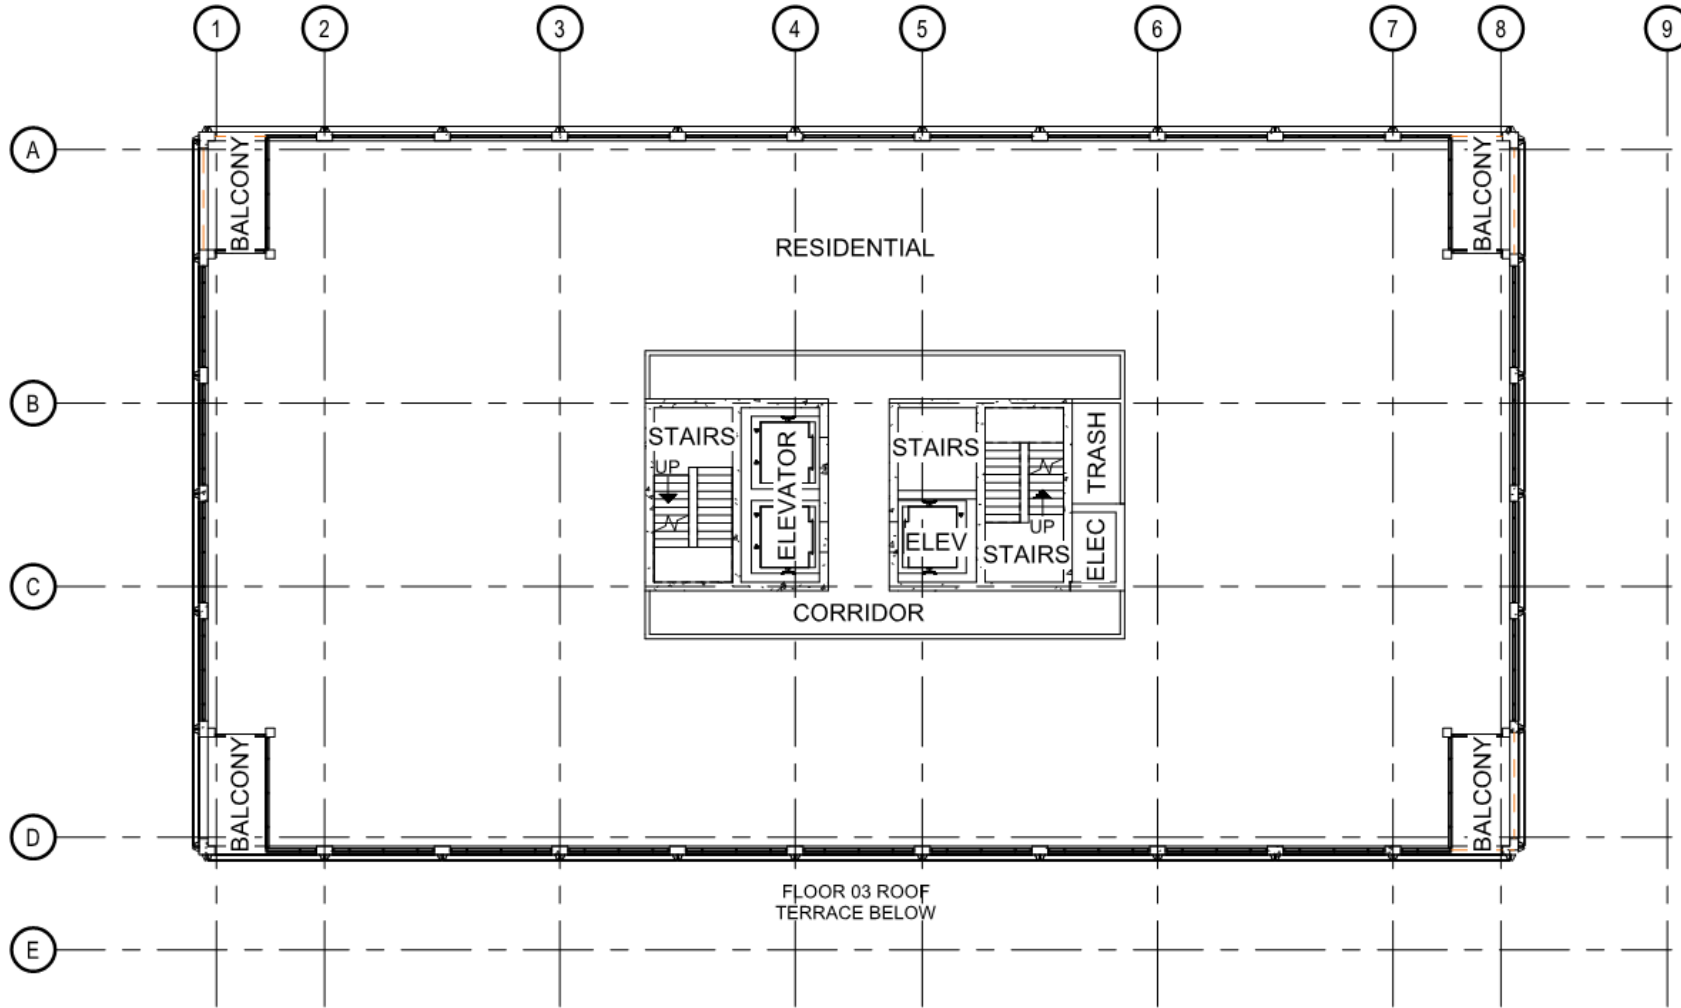 1
2
3
4
5
6
7
8
9
A
BALCONY
BALCONY
RESIDENTIAL
B
STAIRS
UP
ELEVATOR
STAIRS
TRASH
ELEV
UP
STAIRS
ELEC
C
CORRIDOR
BALCONY
BALCONY
D
FLOOR 03 ROOF
TERRACE BELOW
E